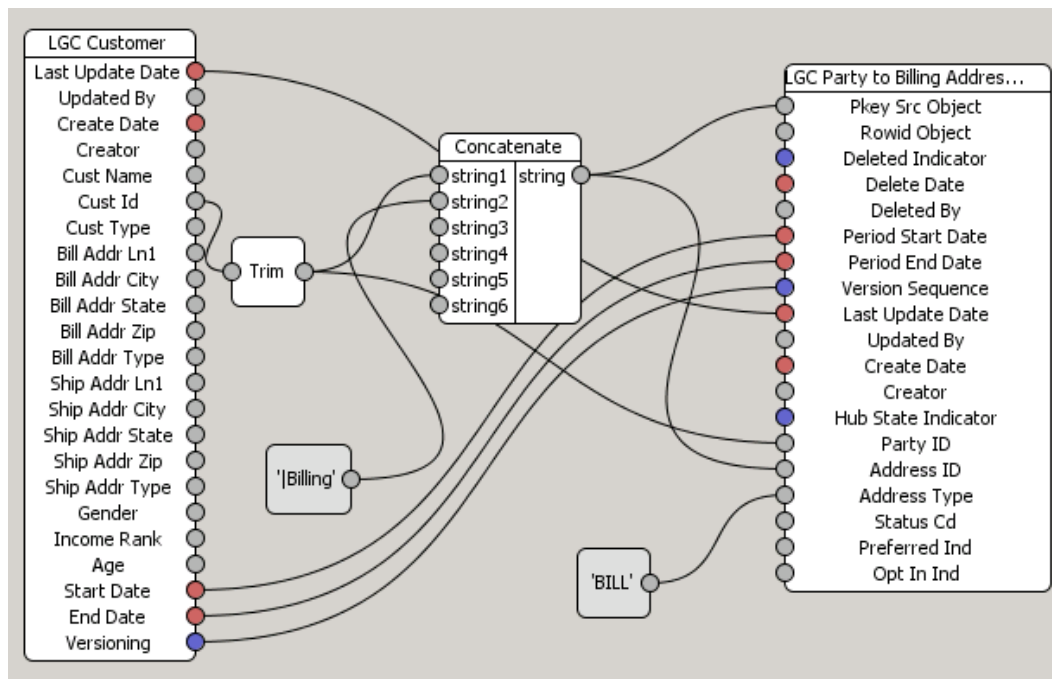 LGC Customer
Last Update Date
Updated By
Create Date
Creator
Cust Name
Cust Id
Cust Type
Bill Addr Ln1
Bill Addr City
Bill Addr State
Bill Addr Zip
Bill Addr Type
Ship Addr Ln1
Ship Addr City
Ship Addr State
Ship Addr Zip
Ship Addr Type
Gender
Income Rank
Age
Start Date
End Date
Versioning
Trim
'|Billing'
Concatenate
string1 string
string2
string3
string4
string5
string6
'BILL'
LGC Party to Billing Addres...
Pkey Src Object
Rowid Object
Deleted Indicator
Delete Date
Deleted By
Period Start Date
Period End Date
Version Sequence
Last Update Date
Updated By
Create Date
Creator
Hub State Indicator
Party ID
Address ID
Address Type
Status Cd
Preferred Ind
Opt In Ind